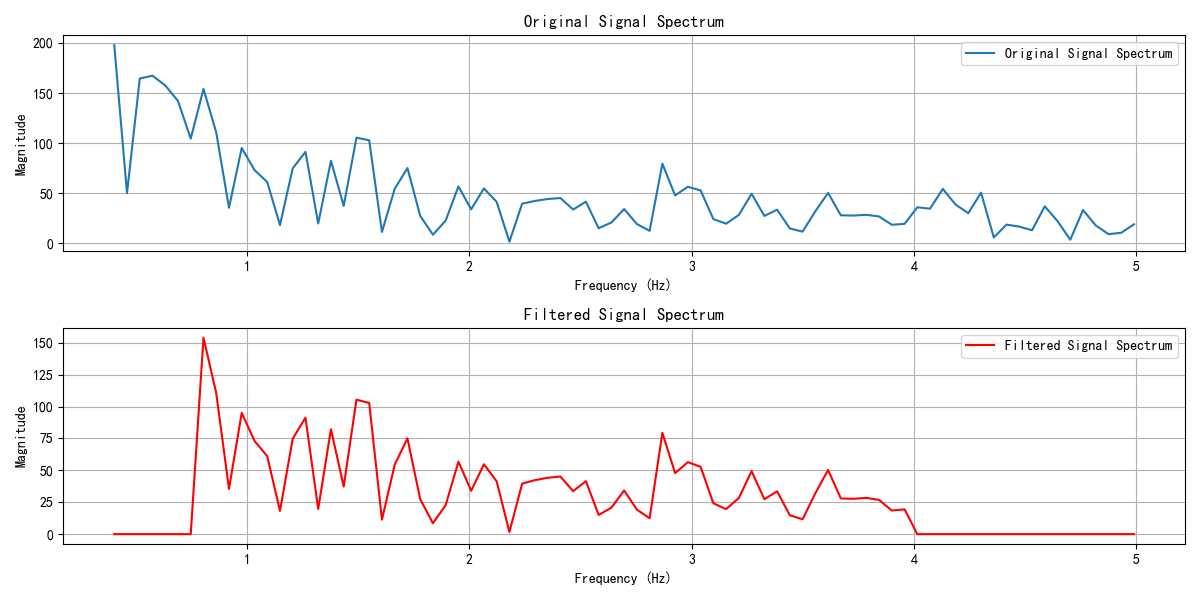 Original Signal Spectrum
Original Signal Spectrum
200
150
100
50
0
Magnitude
1 2 3 4 5
Frequency (Hz)
Filtered Signal Spectrum
Filtered Signal Spectrum
150
125
100
75
50
25
0
Magnitude
1 2 3 4 5
Frequency (Hz)